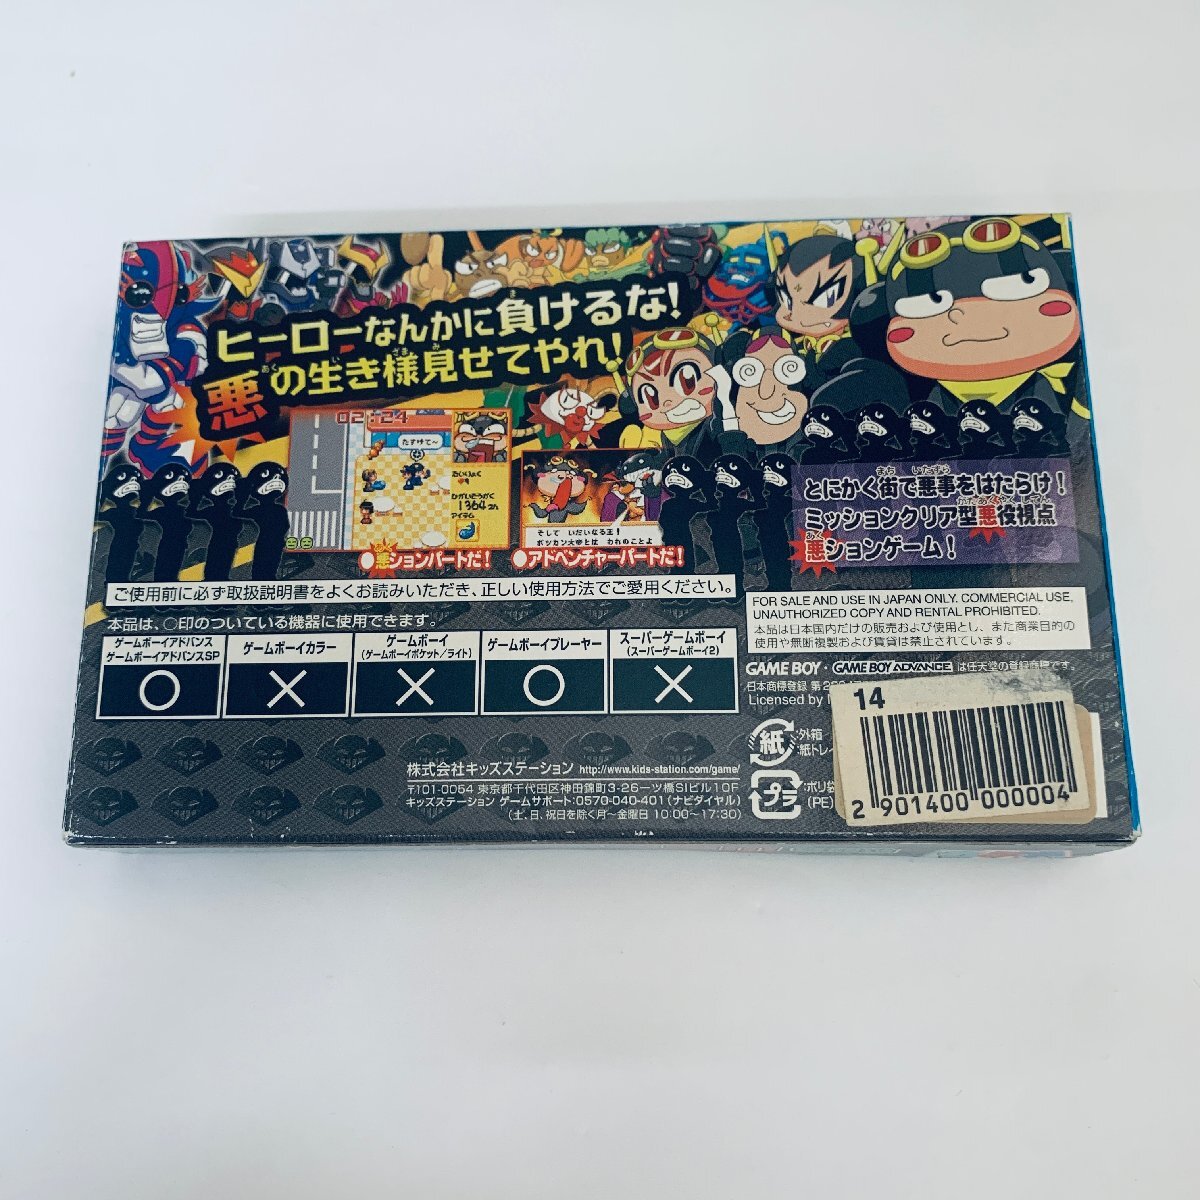 ヒーローなんかに負けるな！
悪の生き様見せてやれ！
02:24
たすけて〜
ひがいそうがく
1364
アイテム
そして いだいなる王！
ボツカン大帝とは われのことよ
●悪ションパートだ！
●アドベンチャーパートだ！
とにかく街で悪事をはたらけ！
ミッションクリア型悪役視点
悪ションゲーム！
ご使用前に必ず取扱説明書をよくお読みいただき、正しい使用方法でご愛用ください。
本品は、○印のついている機器に使用できます。
ゲームボーイアドバンス
ゲームボーイアドバンスSP
ゲームボーイカラー
ゲームボーイ
(ゲームボーイポケット/ライト)
ゲームボーイプレーヤー
スーパーゲームボーイ
(スーパーゲームボーイ2)
○
×
×
○
×
FOR SALE AND USE IN JAPAN ONLY. COMMERCIAL USE,
UNAUTHORIZED COPY AND RENTAL PROHIBITED.
本品は日本国内だけの販売および使用とし、また商業目的の
使用や無断複製および賃貸は禁止されています。
GAME BOY・GAME BOY ADVANCE は任天堂の登録商標です。
日本商標登録 第
Licensed by
紙
:外箱
:紙トレー
プラ
:ポリ袋
(PE)
14
2 901400 000004
株式会社キッズステーション http://www.kids-station.com/game/
〒101-0054 東京都千代田区神田錦町3-26一ツ橋SIビル10F
キッズステーション ゲームサポート:0570-040-401(ナビダイヤル)
(土、日、祝日を除く月〜金曜日 10:00〜17:30)